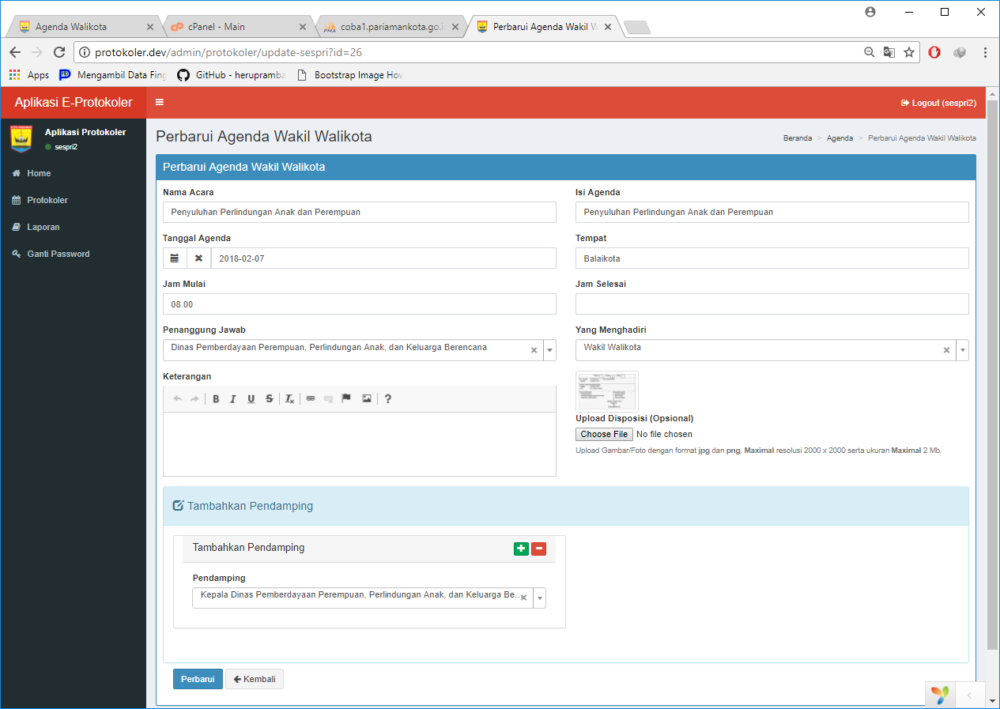 Agenda Walikota
cPanel - Main
coba1.pariamankota.go.i
Perbarui Agenda Wakil W
protokoler.dev/admin/protokoler/update-sespri?id=26
Apps
Mengambil Data Fing
GitHub - herupramba
Bootstrap Image Hov
Aplikasi E-Protokoler
Logout (sespri2)
Aplikasi Protokoler
sespri2
Home
Protokoler
Laporan
Ganti Password
Perbarui Agenda Wakil Walikota
Beranda > Agenda > Perbarui Agenda Wakil Walikota
Perbarui Agenda Wakil Walikota
Nama Acara
Isi Agenda
Penyuluhan Perlindungan Anak dan Perempuan
Penyuluhan Perlindungan Anak dan Perempuan
Tanggal Agenda
Tempat
2018-02-07
Balaikota
Jam Mulai
Jam Selesai
08.00
Penanggung Jawab
Yang Menghadiri
Dinas Pemberdayaan Perempuan, Perlindungan Anak, dan Keluarga Berencana
Wakil Walikota
Keterangan
B I U S Ix ?
Upload Disposisi (Opsional)
Choose File No file chosen
Upload Gambar/Foto dengan format jpg dan png, Maximal resolusi 2000 x 2000 serta ukuran Maximal 2 Mb.
Tambahkan Pendamping
Tambahkan Pendamping
Pendamping
Kepala Dinas Pemberdayaan Perempuan, Perlindungan Anak, dan Keluarga Be...
Perbarui
Kembali